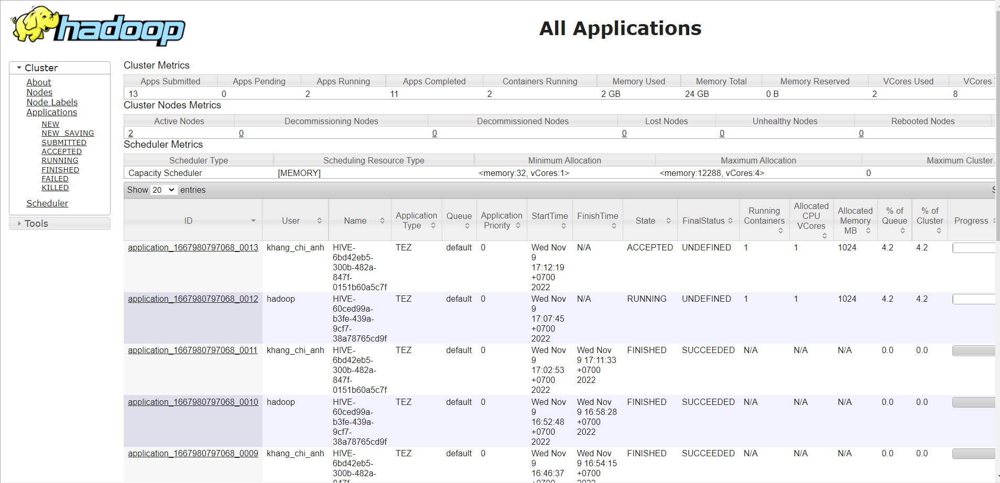 hadoop
All Applications
Cluster
About
Nodes
Node Labels
Applications
NEW
NEW_SAVING
SUBMITTED
ACCEPTED
RUNNING
FINISHED
FAILED
KILLED
Scheduler
Tools
Cluster Metrics
Apps Submitted Apps Pending Apps Running Apps Completed Containers Running Memory Used Memory Total Memory Reserved VCores Used VCores
13 0 2 11 2 2 GB 24 GB 0 B 2 8
Cluster Nodes Metrics
Active Nodes Decommissioning Nodes Decommissioned Nodes Lost Nodes Unhealthy Nodes Rebooted Nodes
2 0 0 0 0 0
Scheduler Metrics
Scheduler Type Scheduling Resource Type Minimum Allocation Maximum Allocation Maximum Cluster
Capacity Scheduler [MEMORY] <memory:32, vCores:1> <memory:12288, vCores:4> 0
Show 20 entries
ID User Name Application Type Queue Application Priority StartTime FinishTime State FinalStatus Running Containers Allocated CPU VCores Allocated Memory MB % of Queue % of Cluster Progress
application_1667980797068_0013 khang_chi_anh HIVE- TEZ default 0 Wed Nov N/A ACCEPTED UNDEFINED 1 1 1024 4.2 4.2
6bd42eb5- 9
300b-482a- 17:12:19
847f- +0700
0151b60a5c7f 2022
application_1667980797068_0012 hadoop HIVE- TEZ default 0 Wed Nov N/A RUNNING UNDEFINED 1 1 1024 4.2 4.2
60ced99a- 9
b3fe-439a- 17:07:45
9cf7- +0700
38a78765cd9f 2022
application_1667980797068_0011 khang_chi_anh HIVE- TEZ default 0 Wed Nov Wed Nov FINISHED SUCCEEDED N/A N/A N/A 0.0 0.0
6bd42eb5- 9 9 17:11:33
300b-482a- 17:02:53 +0700
847f- +0700 2022
0151b60a5c7f 2022
application_1667980797068_0010 hadoop HIVE- TEZ default 0 Wed Nov Wed Nov FINISHED SUCCEEDED N/A N/A N/A 0.0 0.0
60ced99a- 9 9 16:58:28
b3fe-439a- 16:52:48 +0700
9cf7- +0700 2022
38a78765cd9f 2022
application_1667980797068_0009 khang_chi_anh HIVE- TEZ default 0 Wed Nov Wed Nov FINISHED SUCCEEDED N/A N/A N/A 0.0 0.0
6bd42eb5- 9 9 16:54:15
300b-482a- 16:46:37 +0700
847f- +0700 2022